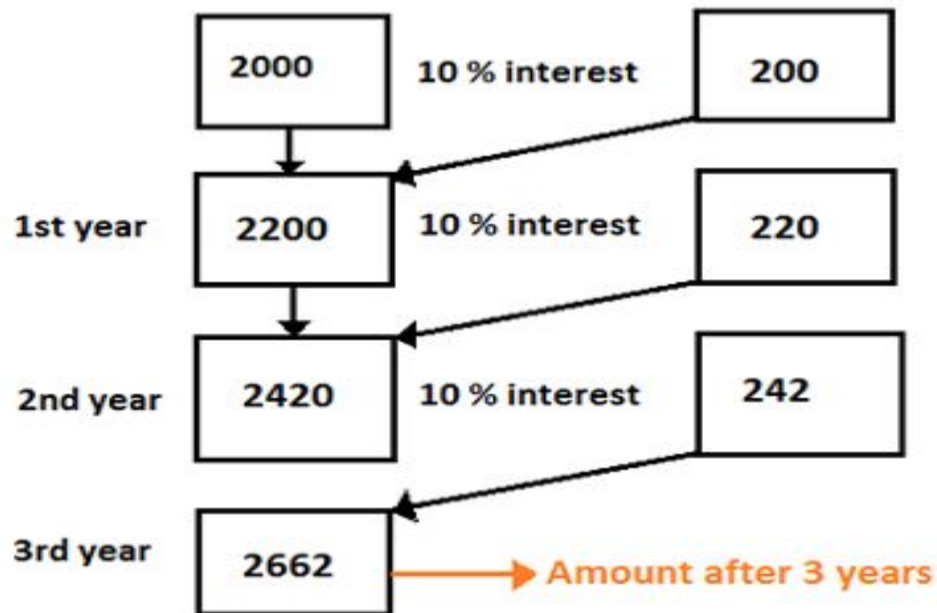 2000 10 % interest 200
1st year 2200 10 % interest 220
2nd year 2420 10 % interest 242
3rd year 2662 Amount after 3 years